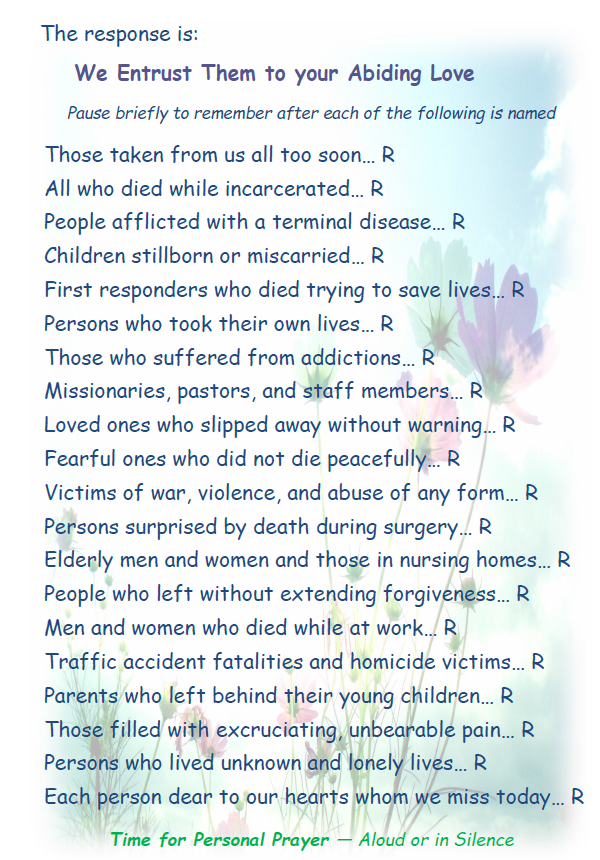 The response is:
We Entrust Them to your Abiding Love
Pause briefly to remember after each of the following is named
Those taken from us all too soon... R
All who died while incarcerated... R
People afflicted with a terminal disease... R
Children stillborn or miscarried... R
First responders who died trying to save lives... R
Persons who took their own lives... R
Those who suffered from addictions... R
Missionaries, pastors, and staff members... R
Loved ones who slipped away without warning... R
Fearful ones who did not die peacefully... R
Victims of war, violence, and abuse of any form... R
Persons surprised by death during surgery... R
Elderly men and women and those in nursing homes... R
People who left without extending forgiveness... R
Men and women who died while at work... R
Traffic accident fatalities and homicide victims... R
Parents who left behind their young children... R
Those filled with excruciating, unbearable pain... R
Persons who lived unknown and lonely lives... R
Each person dear to our hearts whom we miss today... R
Time for Personal Prayer — Aloud or in Silence